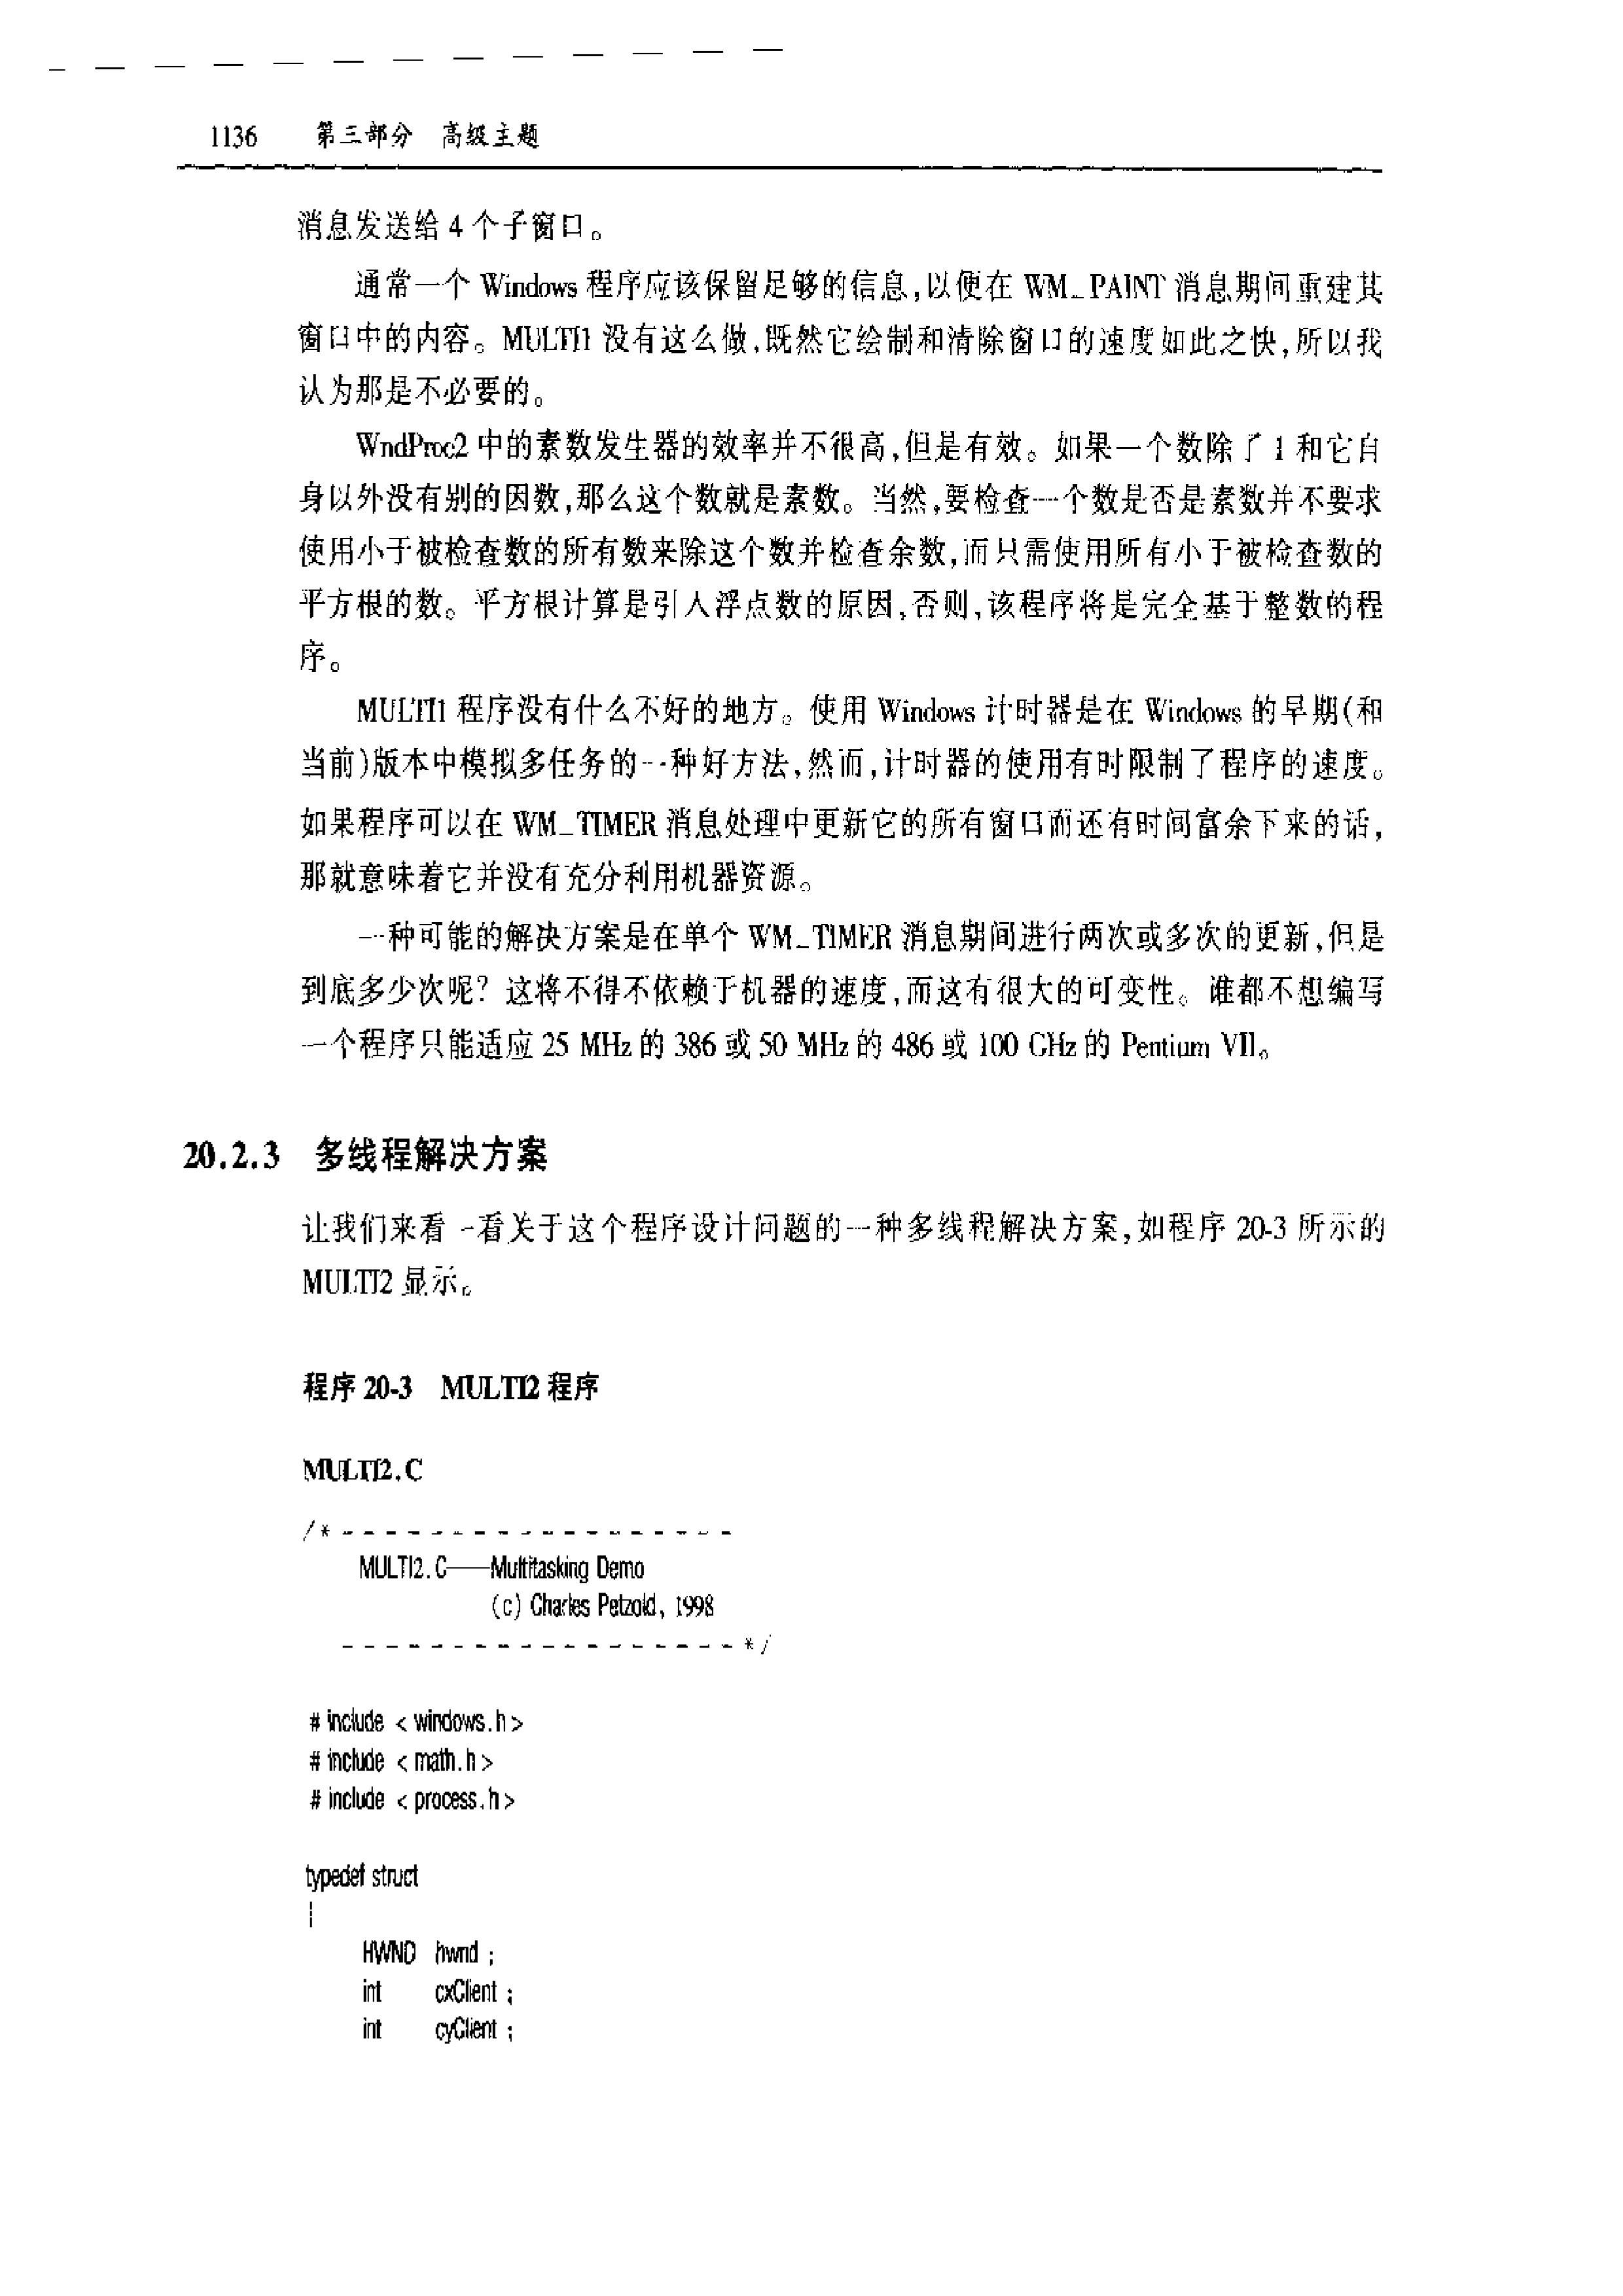 1136 第三部分 高级主题
消息发送给 4 个子窗口。
通常一个 Windows 程序应该保留足够的信息,以便在 WM_PAINT 消息期间重建其
窗口中的内容。MULTI1 没有这么做,既然它绘制和清除窗口的速度如此之快,所以我
认为那是不必要的。
WndProc2 中的素数发生器的效率并不很高,但是有效。如果一个数除了 1 和它自
身以外没有别的因数,那么这个数就是素数。当然,要检查一个数是否是素数并不要求
使用小于被检查数的所有数来除这个数并检查余数,而只需使用所有小于被检查数的
平方根的数。平方根计算是引人浮点数的原因,否则,该程序将是完全基于整数的程
序。
MULTI1 程序没有什么不好的地方。使用 Windows 计时器是在 Windows 的早期(和
当前)版本中模拟多任务的一种好方法,然而,计时器的使用有时限制了程序的速度。
如果程序可以在 WM_TIMER 消息处理中更新它的所有窗口而还有时间富余下来的话,
那就意味着它并没有充分利用机器资源。
一种可能的解决方案是在单个 WM_TIMER 消息期间进行两次或多次的更新,但是
到底多少次呢? 这将不得不依赖于机器的速度,而这有很大的可变性。谁都不想编写
一个程序只能适应 25 MHz 的 386 或 50 MHz 的 486 或 100 GHz 的 Pentium VII。
20.2.3 多线程解决方案
让我们来看一看关于这个程序设计问题的一种多线程解决方案,如程序 20-3 所示的
MULTI2 显示。
程序 20-3 MULTI2 程序
MULTI2.C
/* - - - - - - - - - - - - - - - - - -
MULTI2.C——Multitasking Demo
(c) Charles Petzold, 1998
- - - - - - - - - - - - - - - - - - */
# include < windows.h >
# include < math.h >
# include < process.h >
typedef struct
{
HWND hwnd ;
int cxClient ;
int cyClient ;